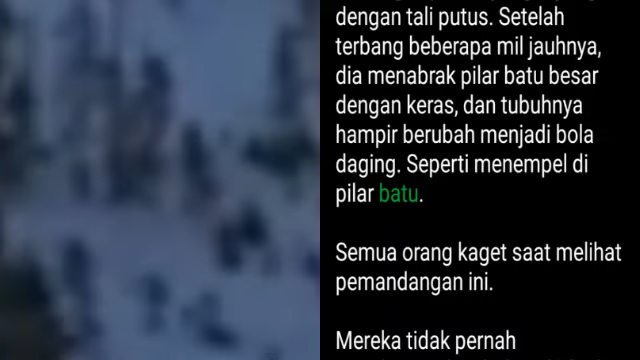 dengan tali putus. Setelah
terbang beberapa mil jauhnya,
dia menabrak pilar batu besar
dengan keras, dan tubuhnya
hampir berubah menjadi bola
daging. Seperti menempel di
pilar batu.
Semua orang kaget saat melihat
pemandangan ini.
Mereka tidak pernah